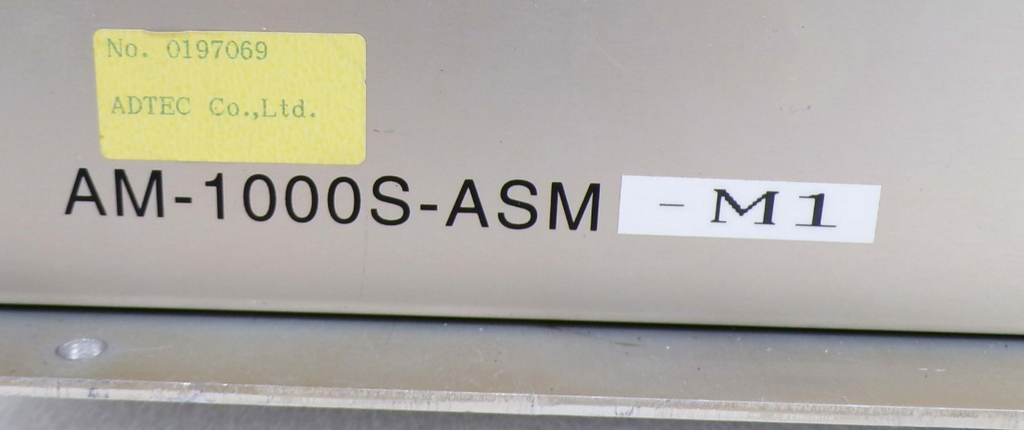 No. 0197069
ADTEC Co.,Ltd.
AM-1000S-ASM -M1